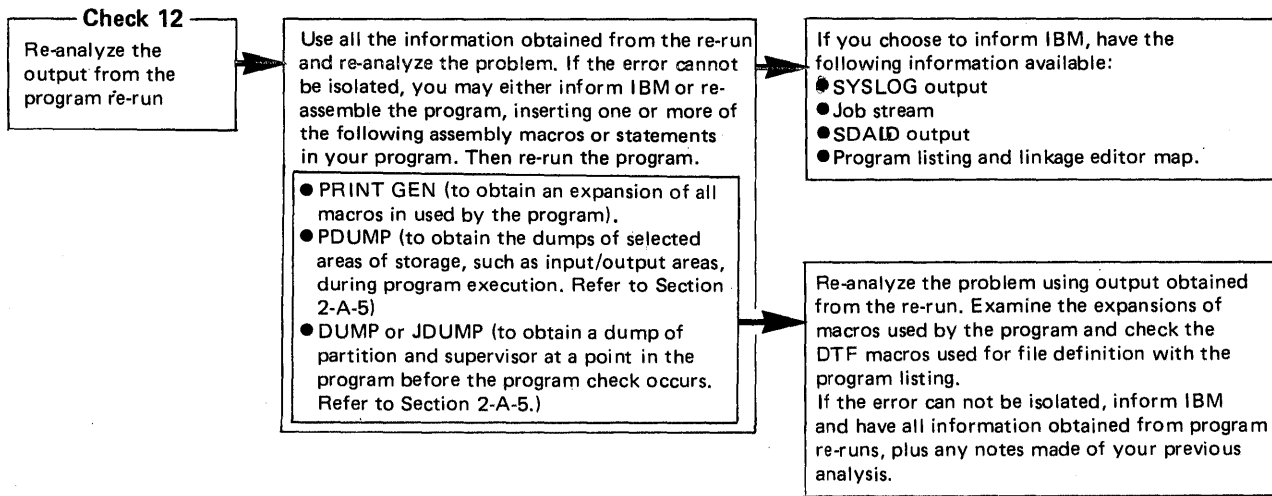 Check 12
Re-analyze the
output from the
program re-run
Use all the information obtained from the re-run
and re-analyze the problem. If the error cannot
be isolated, you may either inform IBM or re-
assemble the program, inserting one or more of
the following assembly macros or statements
in your program. Then re-run the program.
● PRINT GEN (to obtain an expansion of all
macros in used by the program).
● PDUMP (to obtain the dumps of selected
areas of storage, such as input/output areas,
during program execution. Refer to Section
2-A-5)
● DUMP or JDUMP (to obtain a dump of
partition and supervisor at a point in the
program before the program check occurs.
Refer to Section 2-A-5.)
If you choose to inform IBM, have the
following information available:
● SYSLOG output
● Job stream
● SDAID output
● Program listing and linkage editor map.
Re-analyze the problem using output obtained
from the re-run. Examine the expansions of
macros used by the program and check the
DTF macros used for file definition with the
program listing.
If the error can not be isolated, inform IBM
and have all information obtained from program
re-runs, plus any notes made of your previous
analysis.